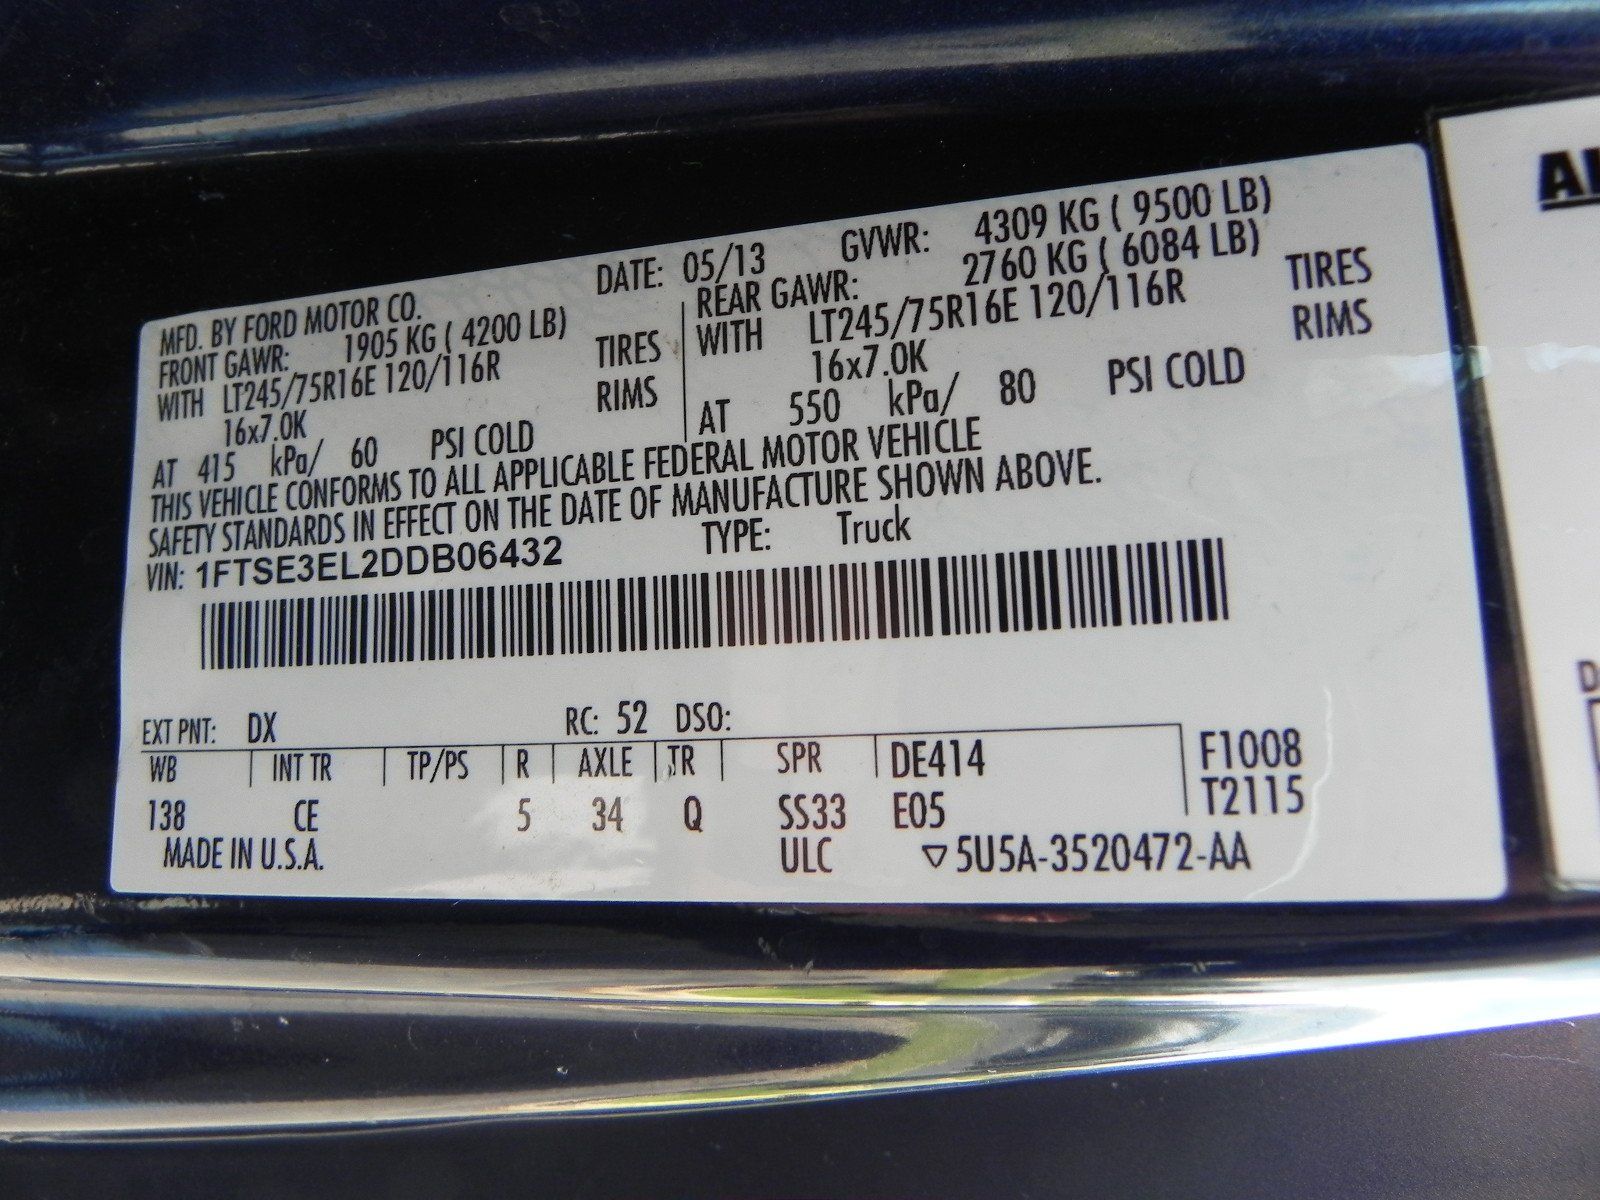 MFD. BY FORD MOTOR CO.
DATE: 05/13 GVWR: 4309 KG ( 9500 LB)
FRONT GAWR: 1905 KG ( 4200 LB)
WITH LT245/75R16E 120/116R TIRES
16x7.0K RIMS
AT 415 kPa/ 60 PSI COLD
REAR GAWR: 2760 KG ( 6084 LB)
WITH LT245/75R16E 120/116R TIRES
16x7.0K RIMS
AT 550 kPa/ 80 PSI COLD
THIS VEHICLE CONFORMS TO ALL APPLICABLE FEDERAL MOTOR VEHICLE
SAFETY STANDARDS IN EFFECT ON THE DATE OF MANUFACTURE SHOWN ABOVE.
VIN: 1FTSE3EL2DDB06432 TYPE: Truck
EXT PNT: DX RC: 52 DSO:
WB INT TR TP/PS R AXLE TR SPR DE414 F1008
138 CE 5 34 Q SS33 E05 T2115
MADE IN U.S.A. ULC ▽5U5A-3520472-AA